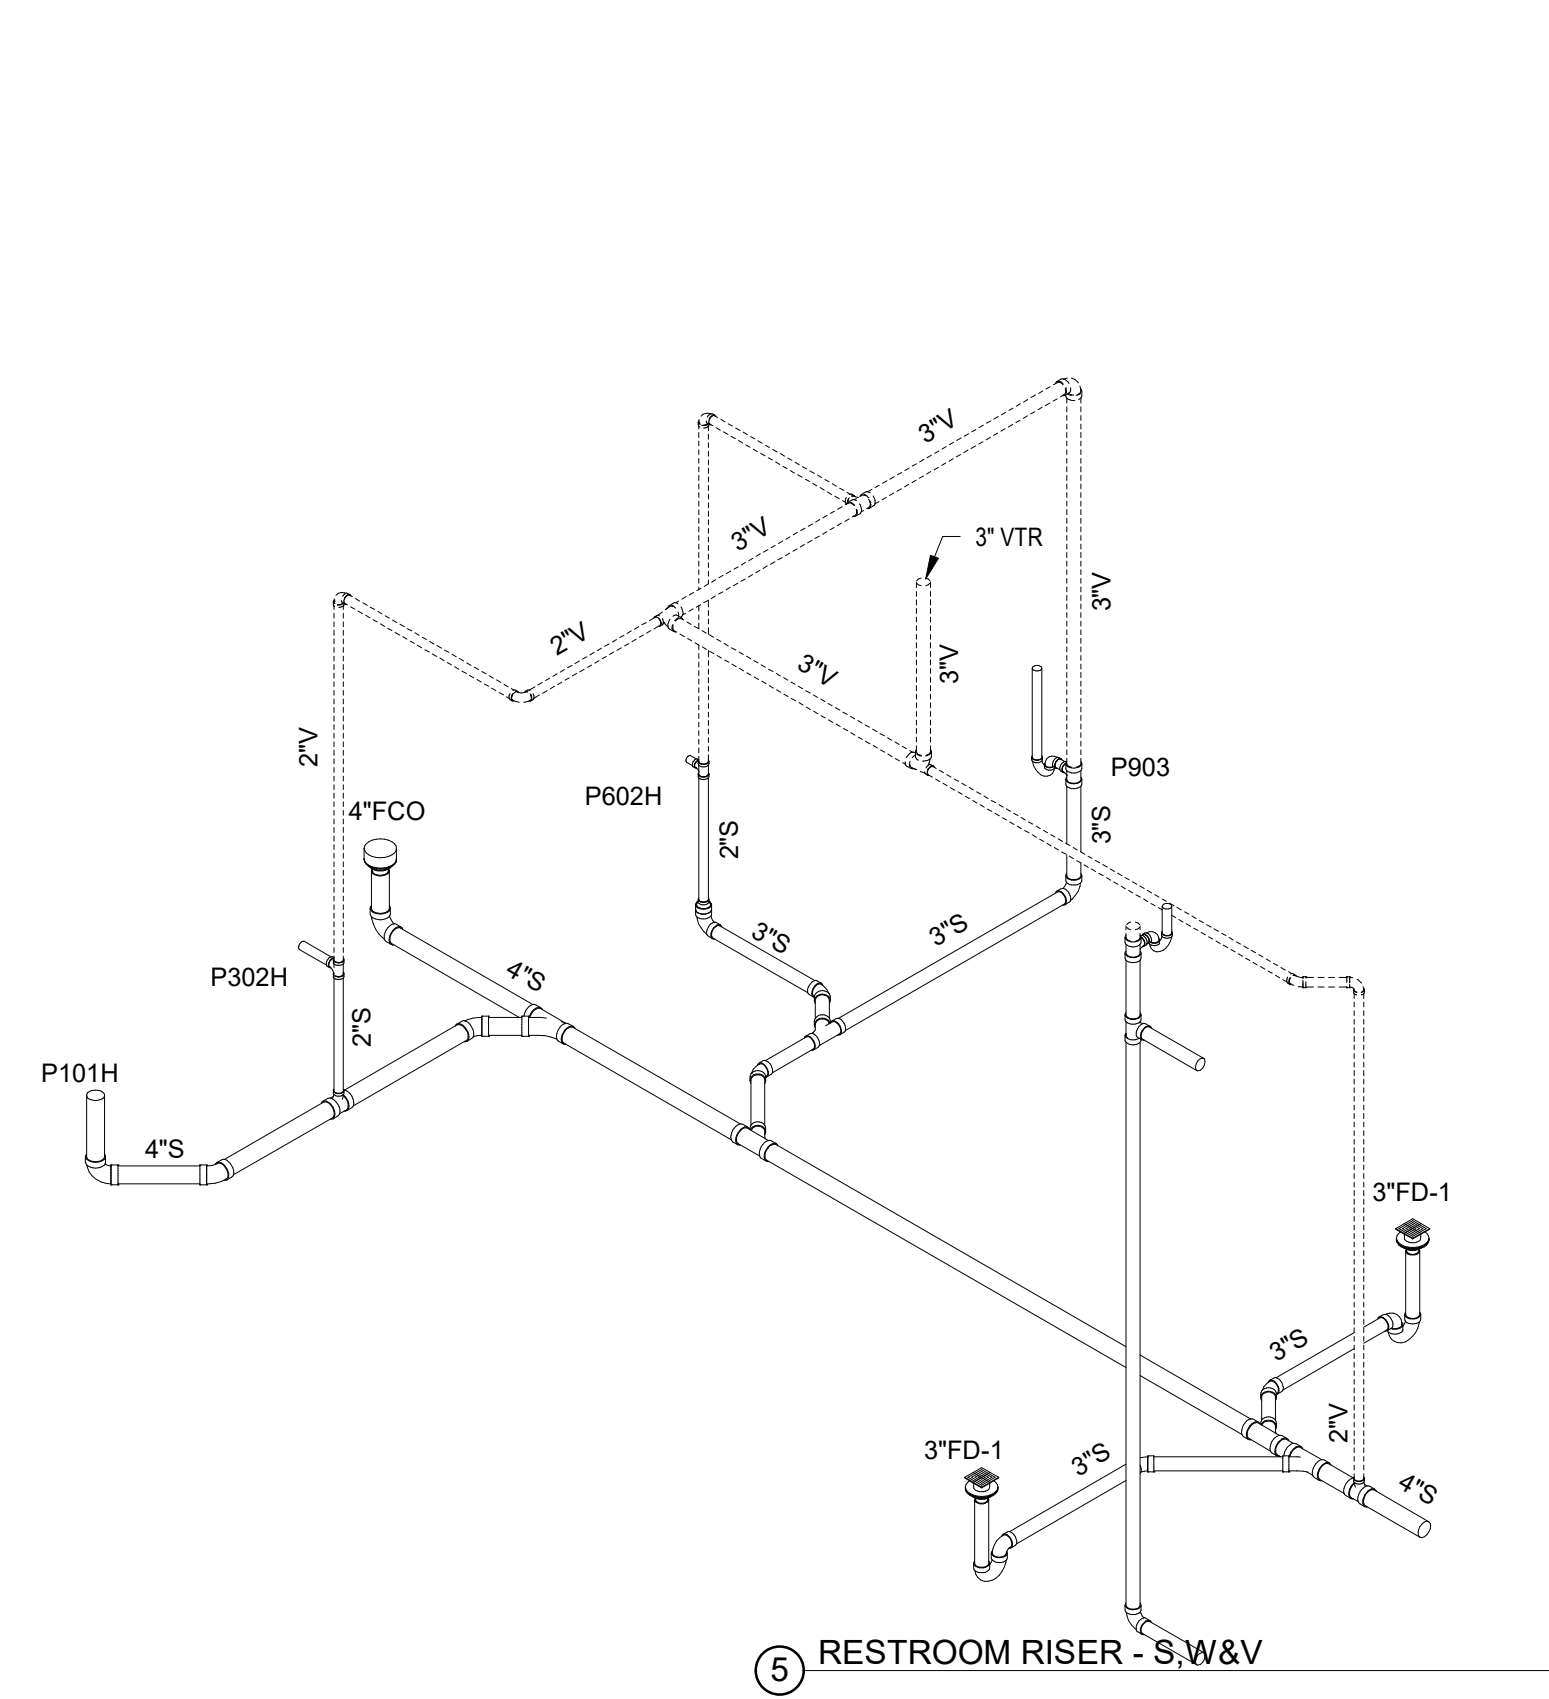 3"V
3"V
3" VTR
3"V
2"V
3"V
3"V
2"V
P903
P602H
4"FCO
3"S
2"S
3"S
3"S
4"S
P302H
2"S
P101H
4"S
3"FD-1
3"S
2"V
3"FD-1
3"S
4"S
5
RESTROOM RISER - S,W&V